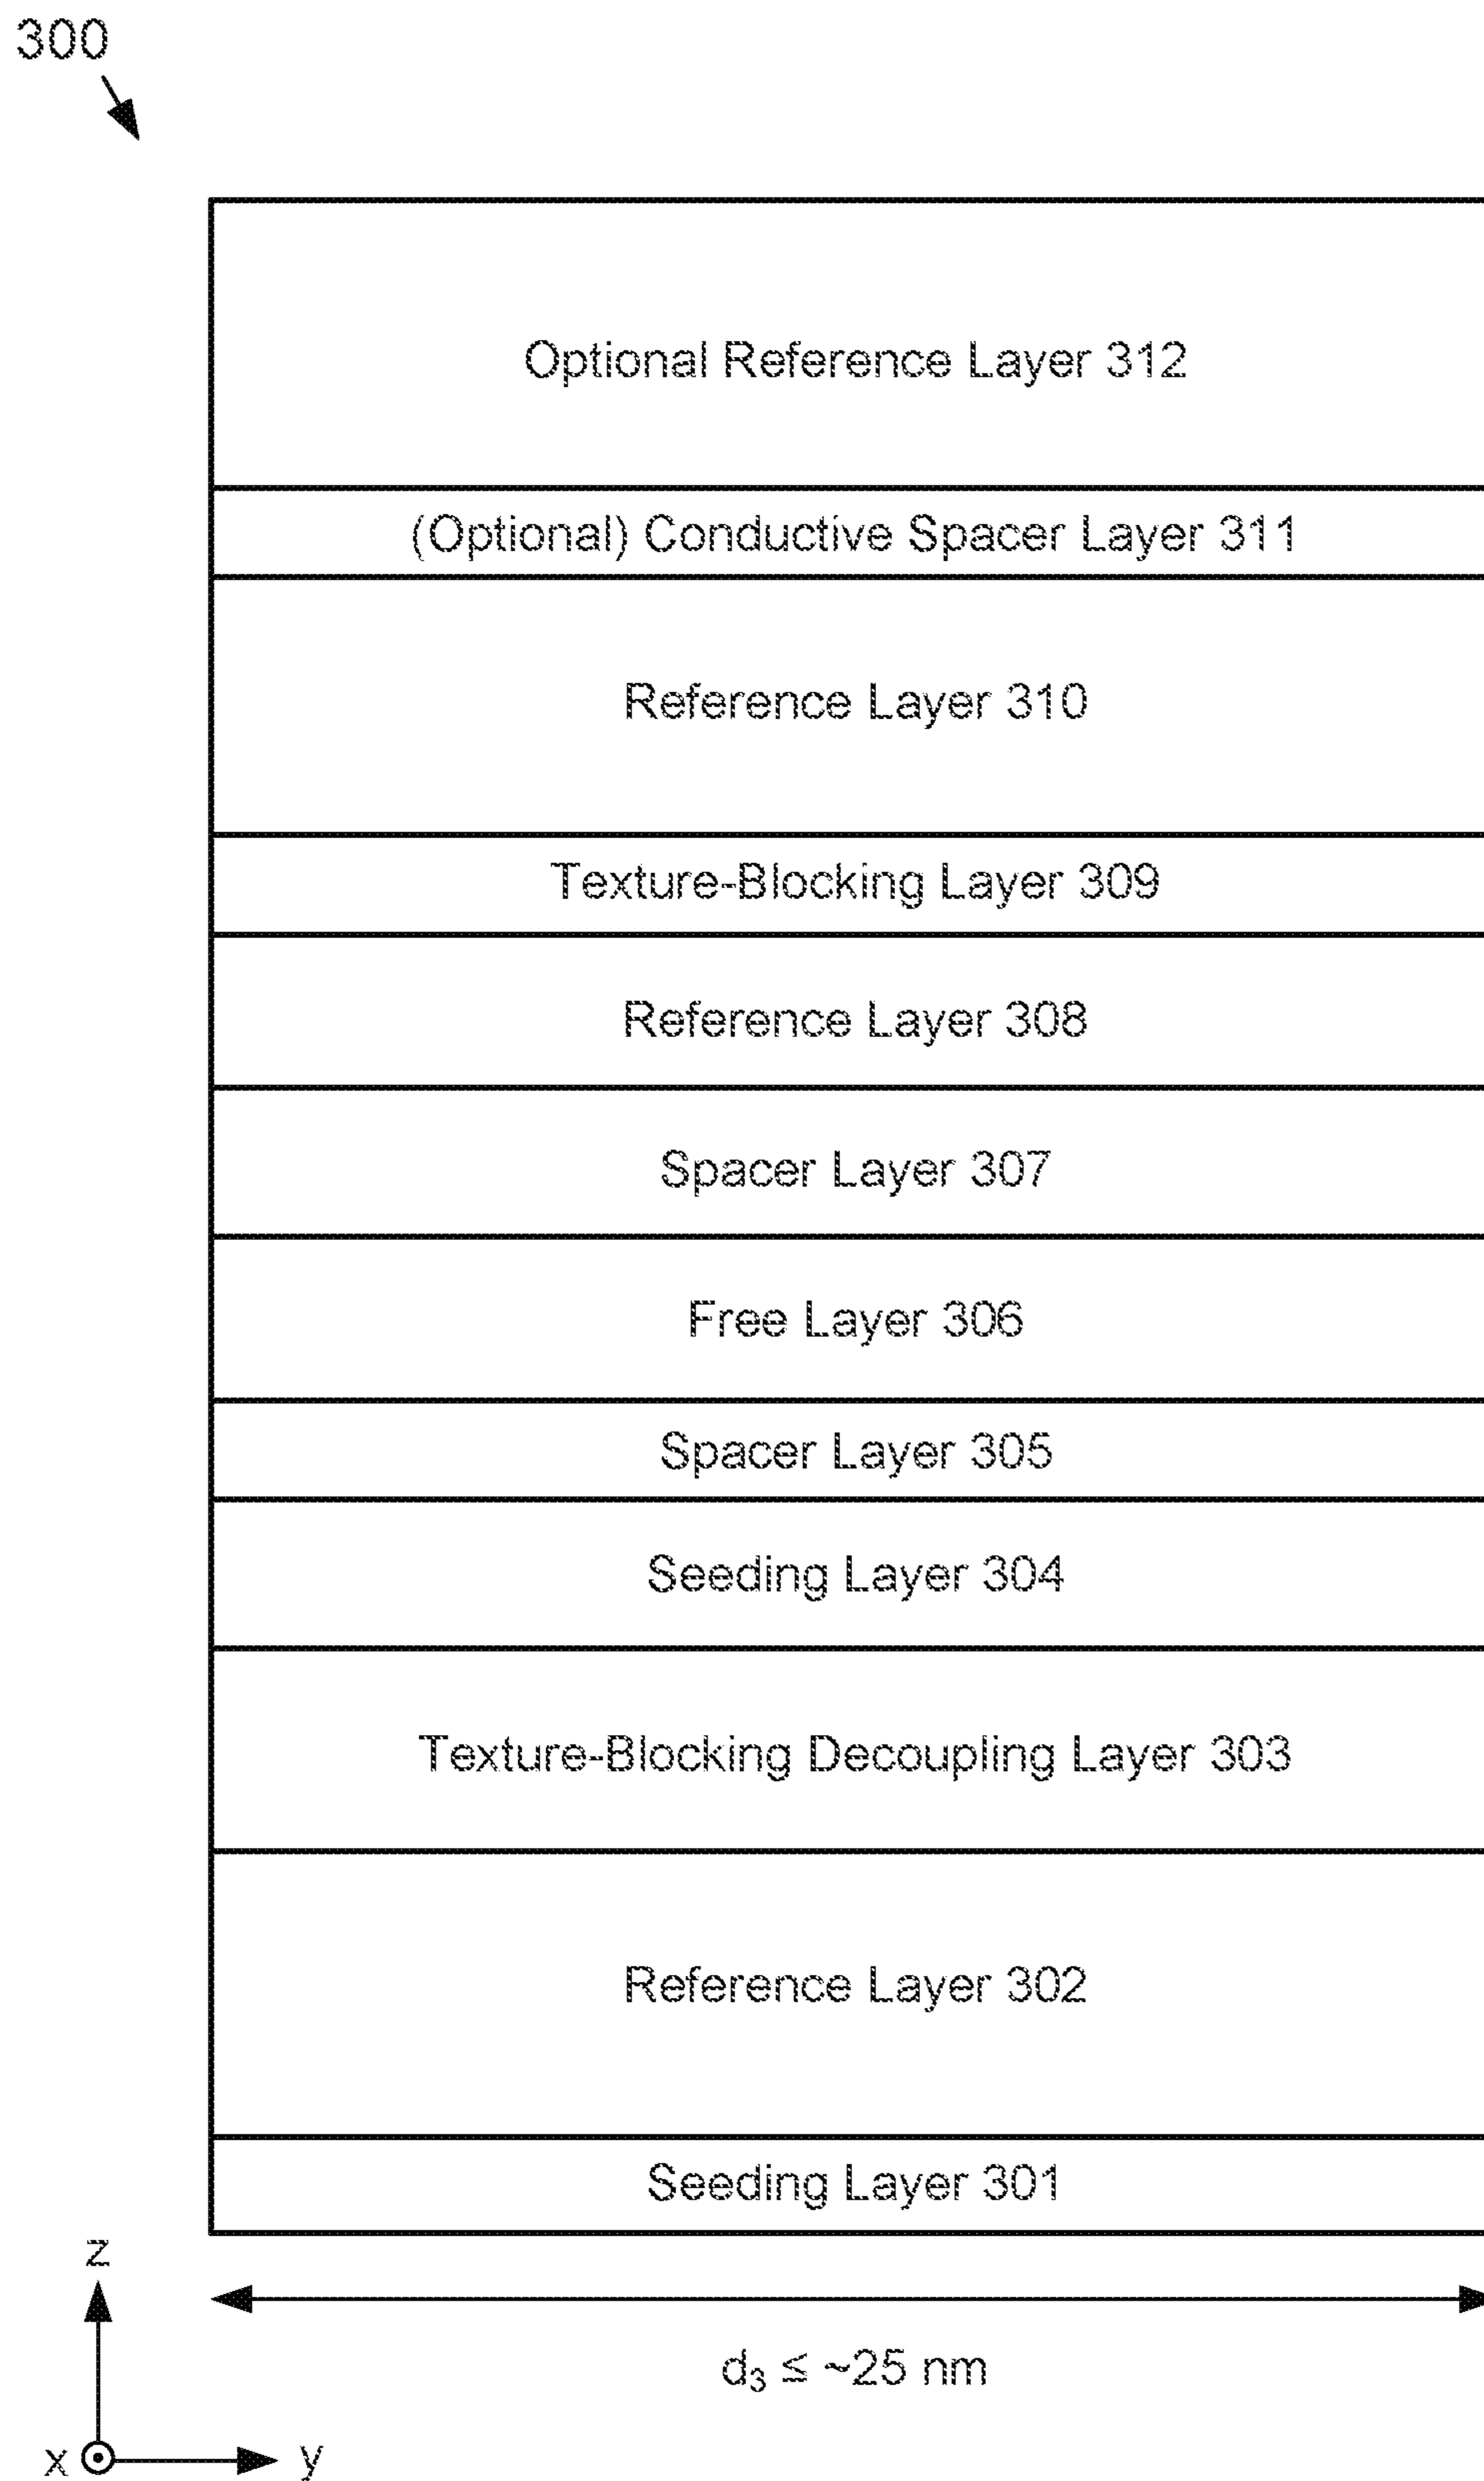 300
Optional Reference Layer 312
(Optional) Conductive Spacer Layer 311
Reference Layer 310
Texture-Blocking Layer 309
Reference Layer 308
Spacer Layer 307
Free Layer 306
Spacer Layer 305
Seeding Layer 304
Texture-Blocking Decoupling Layer 303
Reference Layer 302
Seeding Layer 301
z
d₃ ≤ ~25 nm
x
y